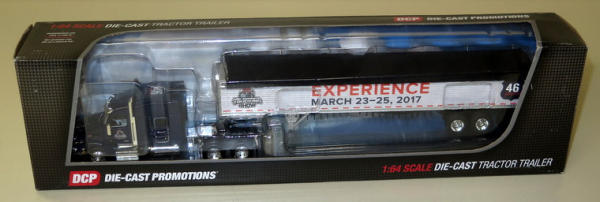 1:64 SCALE DIE-CAST TRACTOR TRAILER
DCP DIE-CAST PROMOTIONS
EXPERIENCE
MARCH 23-25, 2017
46
1:64 SCALE DIE-CAST TRACTOR TRAILER
DCP DIE-CAST PROMOTIONS®